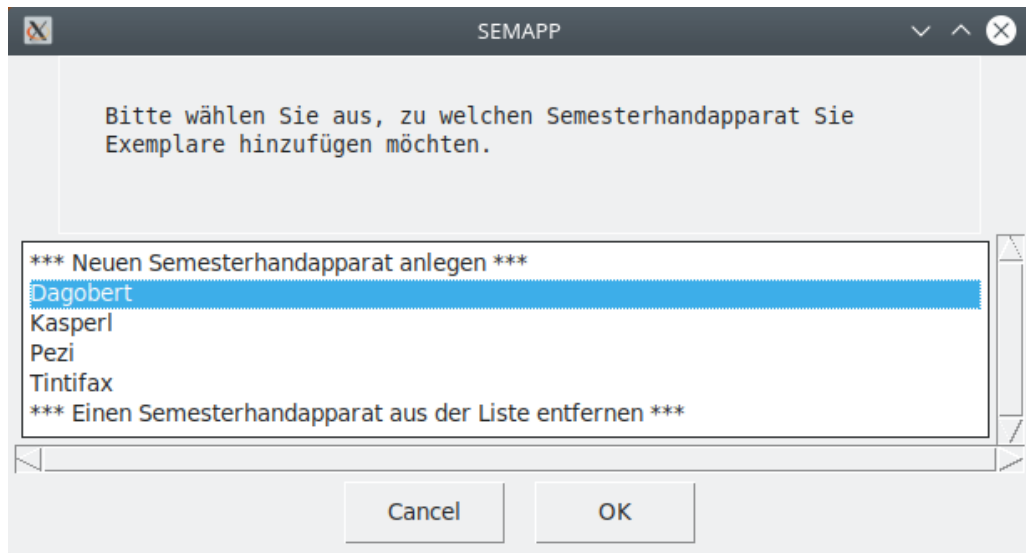 SEMAPP
Bitte wählen Sie aus, zu welchen Semesterhandapparat Sie
Exemplare hinzufügen möchten.
*** Neuen Semesterhandapparat anlegen ***
Dagobert
Kasperl
Pezi
Tintifax
*** Einen Semesterhandapparat aus der Liste entfernen ***
Cancel OK